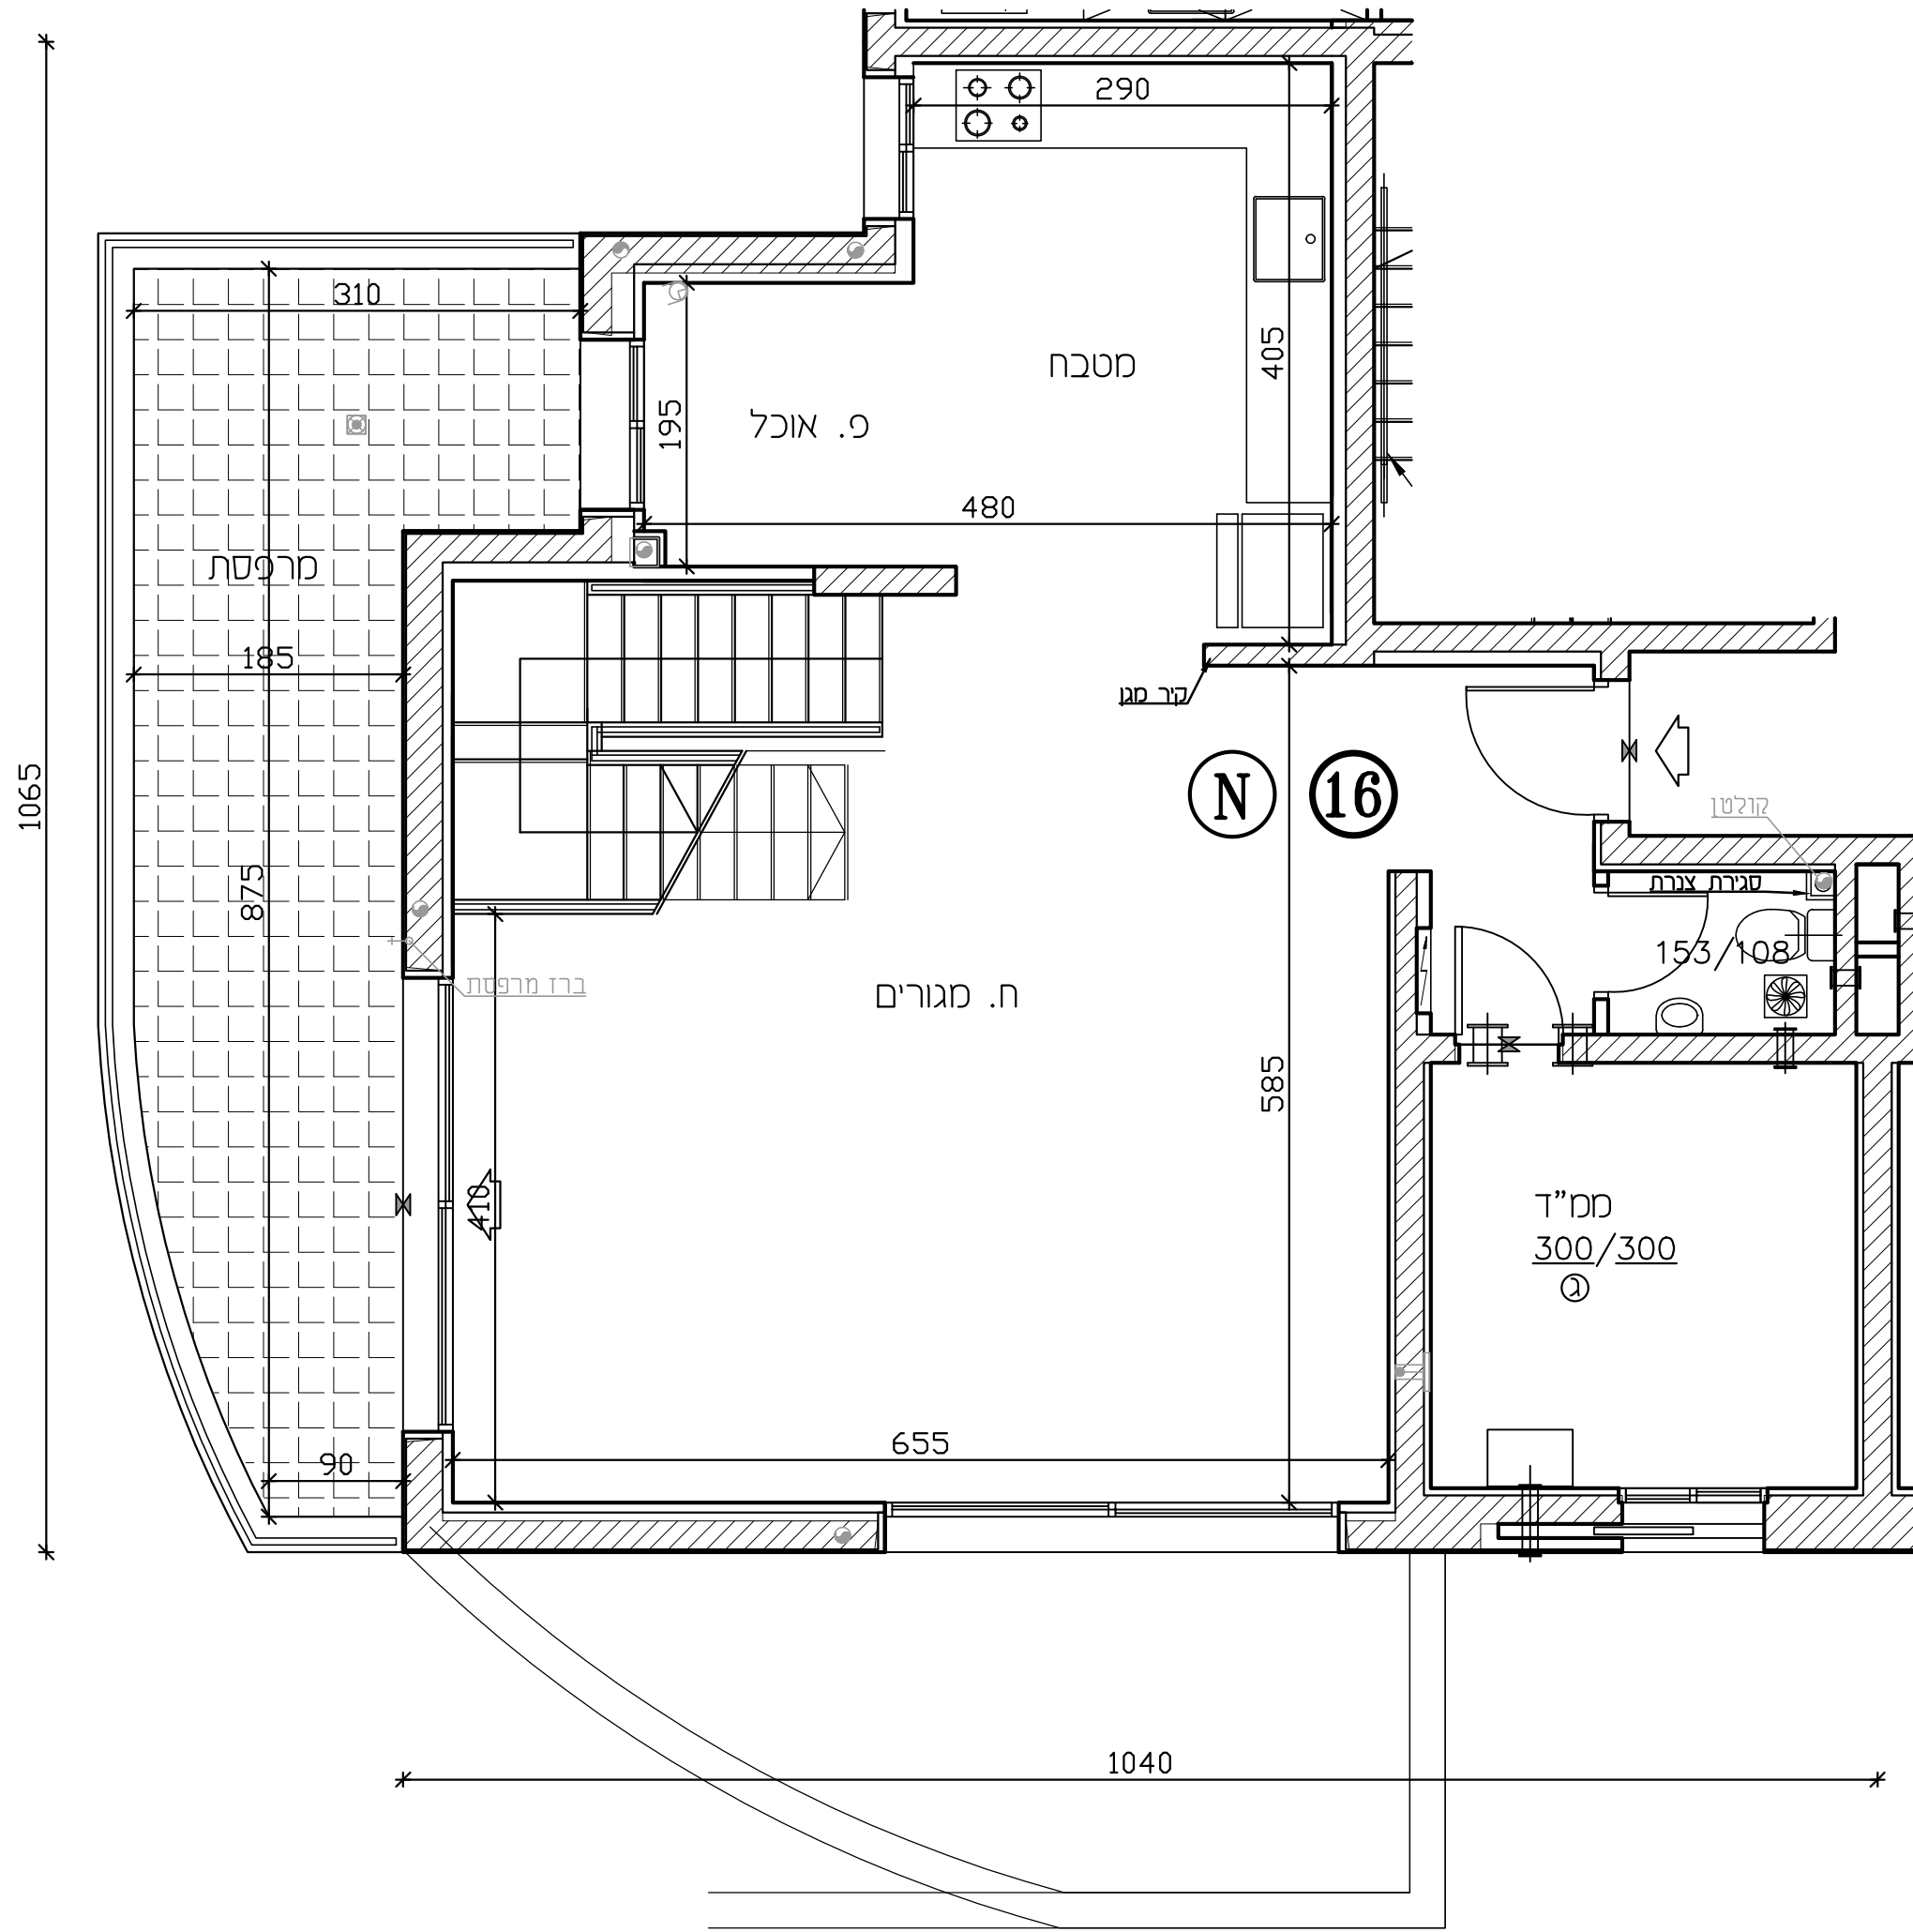 290
310
405
מטבח
195
פ. אוכל
480
מרפסת
185
קיר מגן
1065
N
16
קולטן
875
סגירת צנרת
153/108
ברז מרפסת
ח. מגורים
585
410
ממ"ד
300/300
ג
655
90
1040